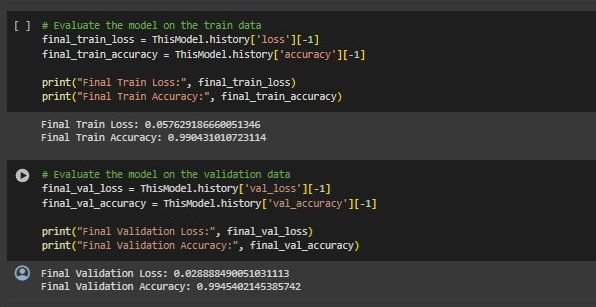 [ ] # Evaluate the model on the train data
final_train_loss = ThisModel.history['loss'][-1]
final_train_accuracy = ThisModel.history['accuracy'][-1]
print("Final Train Loss:", final_train_loss)
print("Final Train Accuracy:", final_train_accuracy)
Final Train Loss: 0.057629186660051346
Final Train Accuracy: 0.990431010723114
# Evaluate the model on the validation data
final_val_loss = ThisModel.history['val_loss'][-1]
final_val_accuracy = ThisModel.history['val_accuracy'][-1]
print("Final Validation Loss:", final_val_loss)
print("Final Validation Accuracy:", final_val_accuracy)
Final Validation Loss: 0.028888490051031113
Final Validation Accuracy: 0.9945402145385742